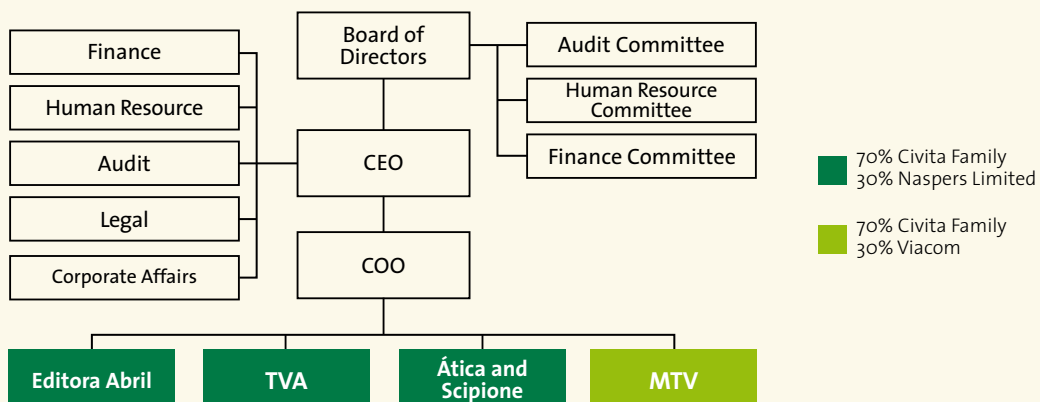 Finance
Human Resource
Audit
Legal
Corporate Affairs
Board of
Directors
CEO
COO
Audit Committee
Human Resource
Committee
Finance Committee
70% Civita Family
30% Naspers Limited
70% Civita Family
30% Viacom
Editora Abril
TVA
Ática and
Scipione
MTV